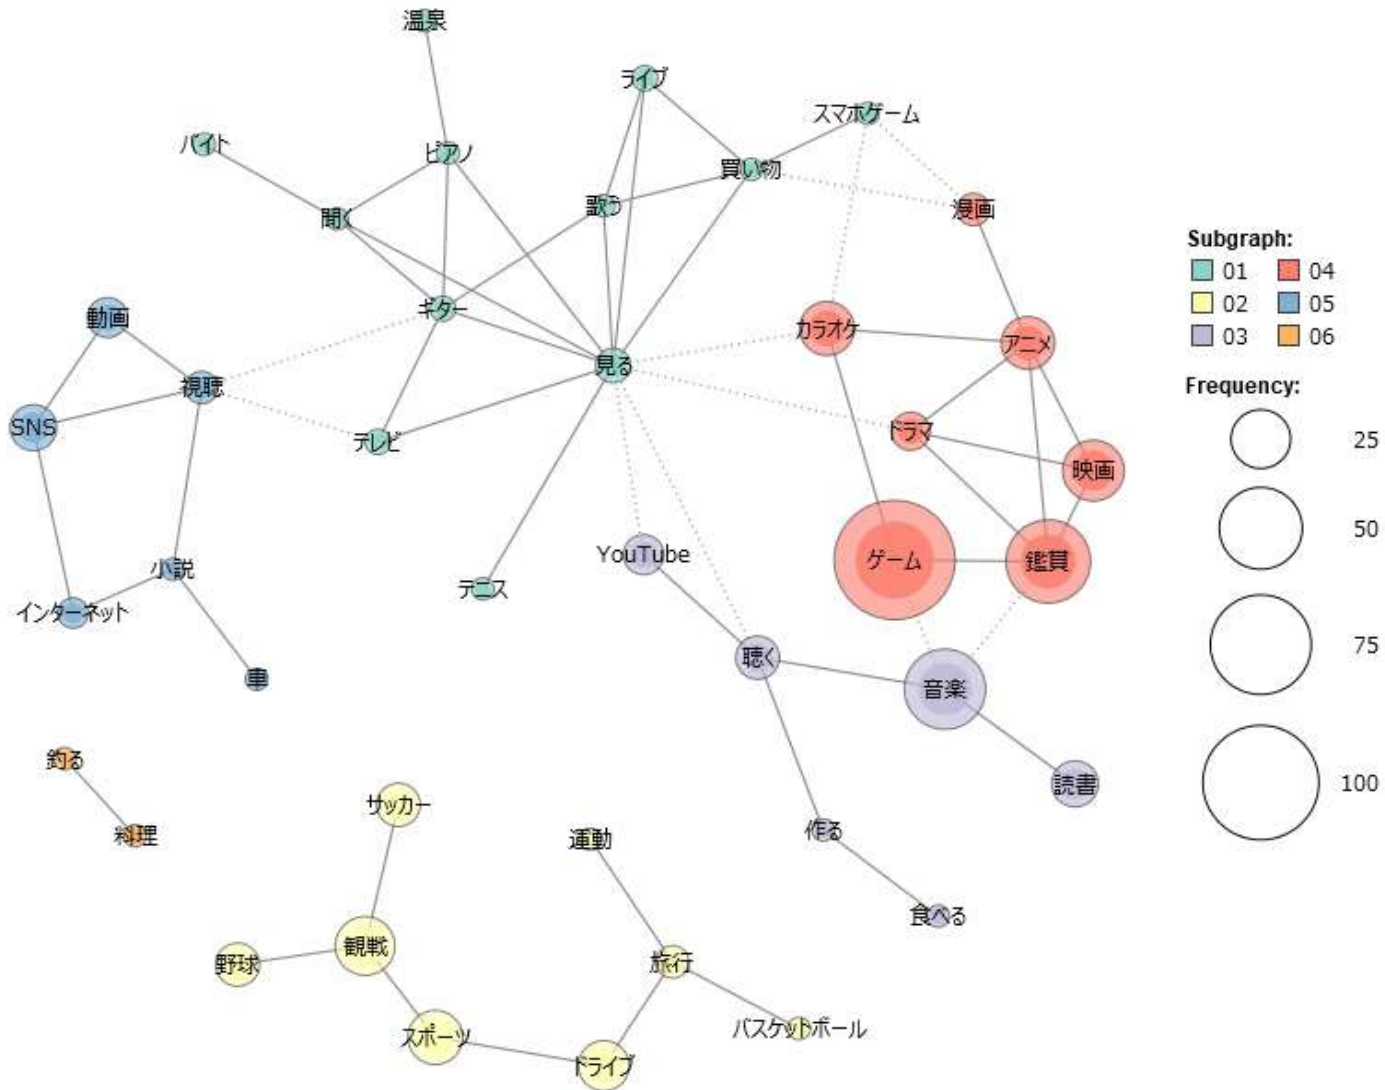 温泉
ライブ
スマホゲーム
バイト
ピアノ
買い物
聞く
歌う
漫画
動画
ギター
カラオケ
アニメ
視聴
見る
SNS
テレビ
ドラマ
映画
YouTube
ゲーム
鑑賞
小説
テニス
インターネット
聴く
車
音楽
釣る
読書
料理
サッカー
運動
作る
食べる
野球
観戦
旅行
スポーツ
バスケットボール
ドライブ
Subgraph:
01 04
02 05
03 06
Frequency:
25
50
75
100